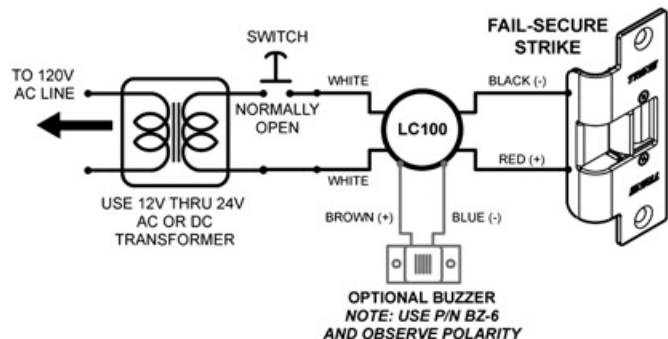 SWITCH
FAIL-SECURE
STRIKE
TO 120V
AC LINE
WHITE
BLACK (-)
NORMALLY
OPEN
LC100
RED (+)
WHITE
USE 12V THRU 24V
AC OR DC
TRANSFORMER
BROWN (+)
BLUE (-)
OPTIONAL BUZZER
NOTE: USE P/N BZ-6
AND OBSERVE POLARITY